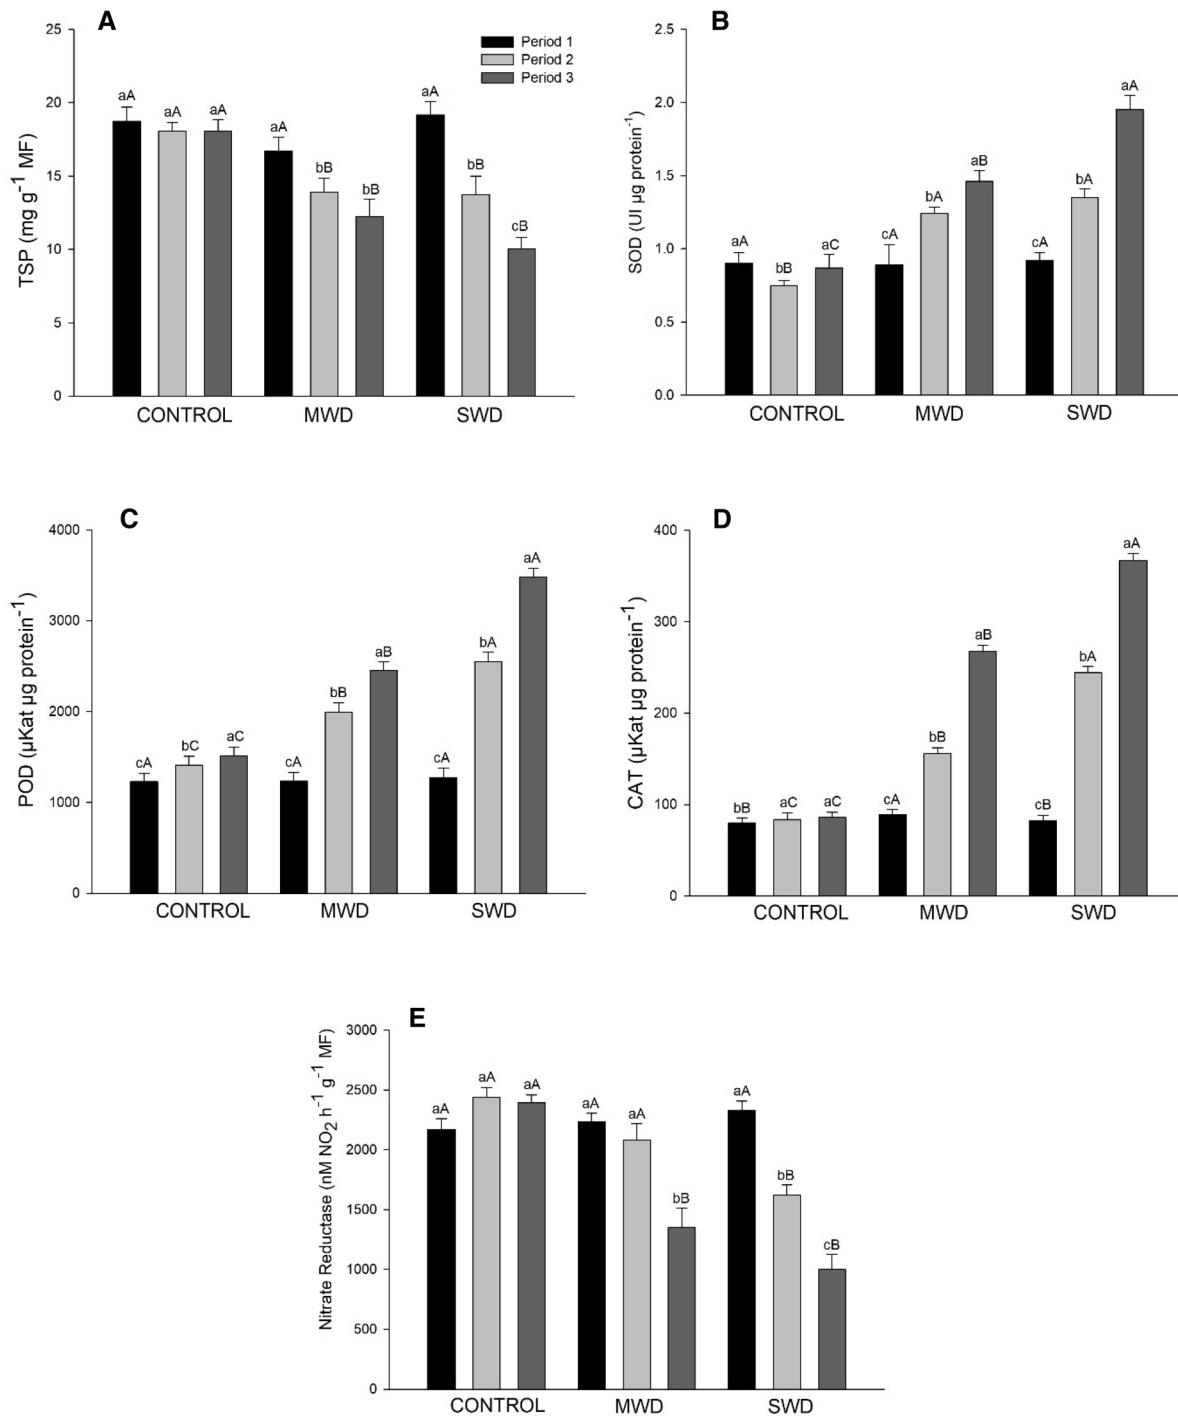 A
TSP (mg g⁻¹ MF)
25
20
15
10
5
0
Period 1
Period 2
Period 3
aA aA aA aA bB bB aA bB cB
CONTROL MWD SWD
B
SOD (UI µg protein⁻¹)
2.5
2.0
1.5
1.0
0.5
0.0
aA bB aC cA bA aB cA bA aA
CONTROL MWD SWD
C
POD (µKat µg protein⁻¹)
4000
3000
2000
1000
0
cA bC aC cA bB aB cA bA aA
CONTROL MWD SWD
D
CAT (µKat µg protein⁻¹)
400
300
200
100
0
bB aC aC cA bB aB cB bA aA
CONTROL MWD SWD
E
Nitrate Reductase (nM NO₂ h⁻¹ g⁻¹ MF)
3000
2500
2000
1500
1000
500
0
aA aA aA aA aA bB aA bB cB
CONTROL MWD SWD